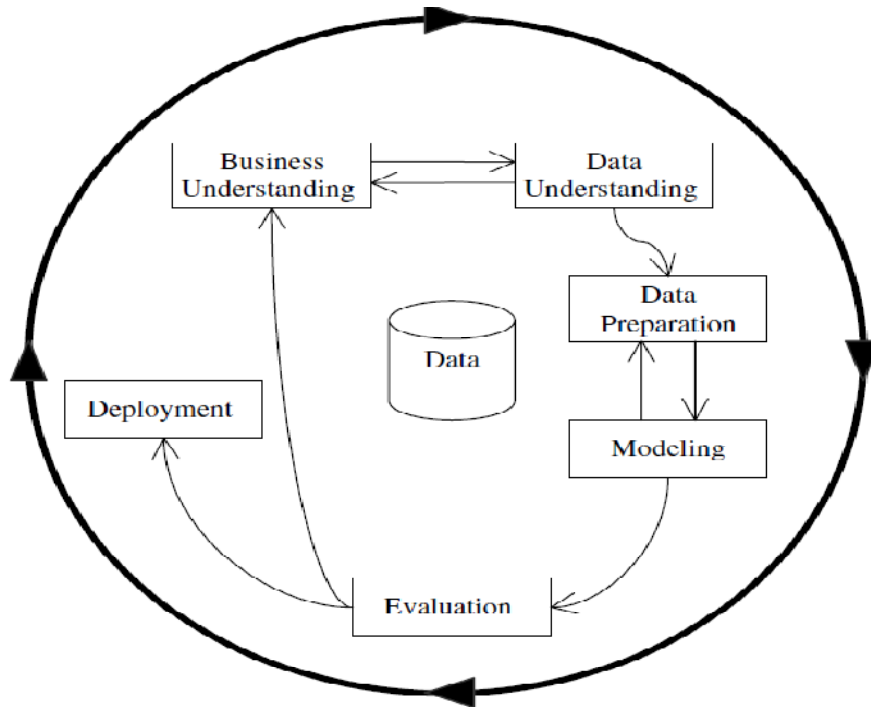 Business
Understanding
Data
Understanding
Data
Preparation
Data
Deployment
Modeling
Evaluation